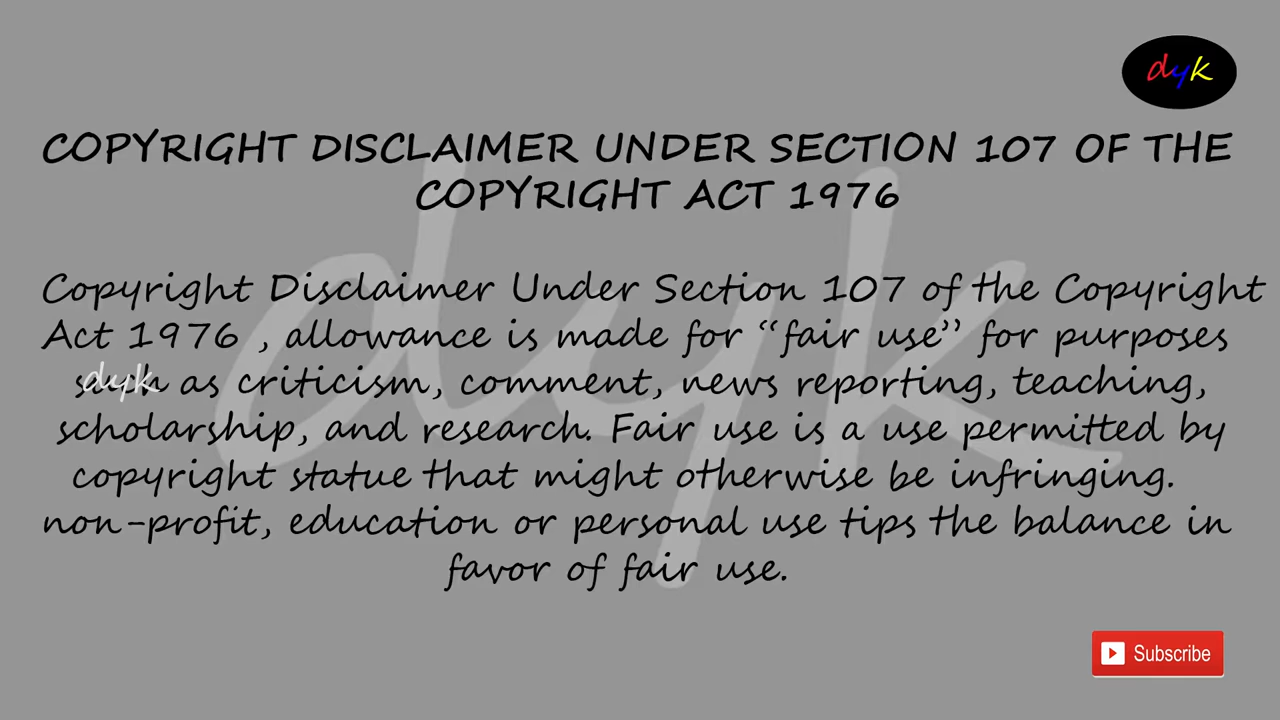 dyk
COPYRIGHT DISCLAIMER UNDER SECTION 107 OF THE
COPYRIGHT ACT 1976
Copyright Disclaimer Under Section 107 of the Copyright
Act 1976 , allowance is made for “fair use” for purposes
such as criticism, comment, news reporting, teaching,
scholarship, and research. Fair use is a use permitted by
copyright statue that might otherwise be infringing.
non-profit, education or personal use tips the balance in
favor of fair use.
dyk
dyk
Subscribe